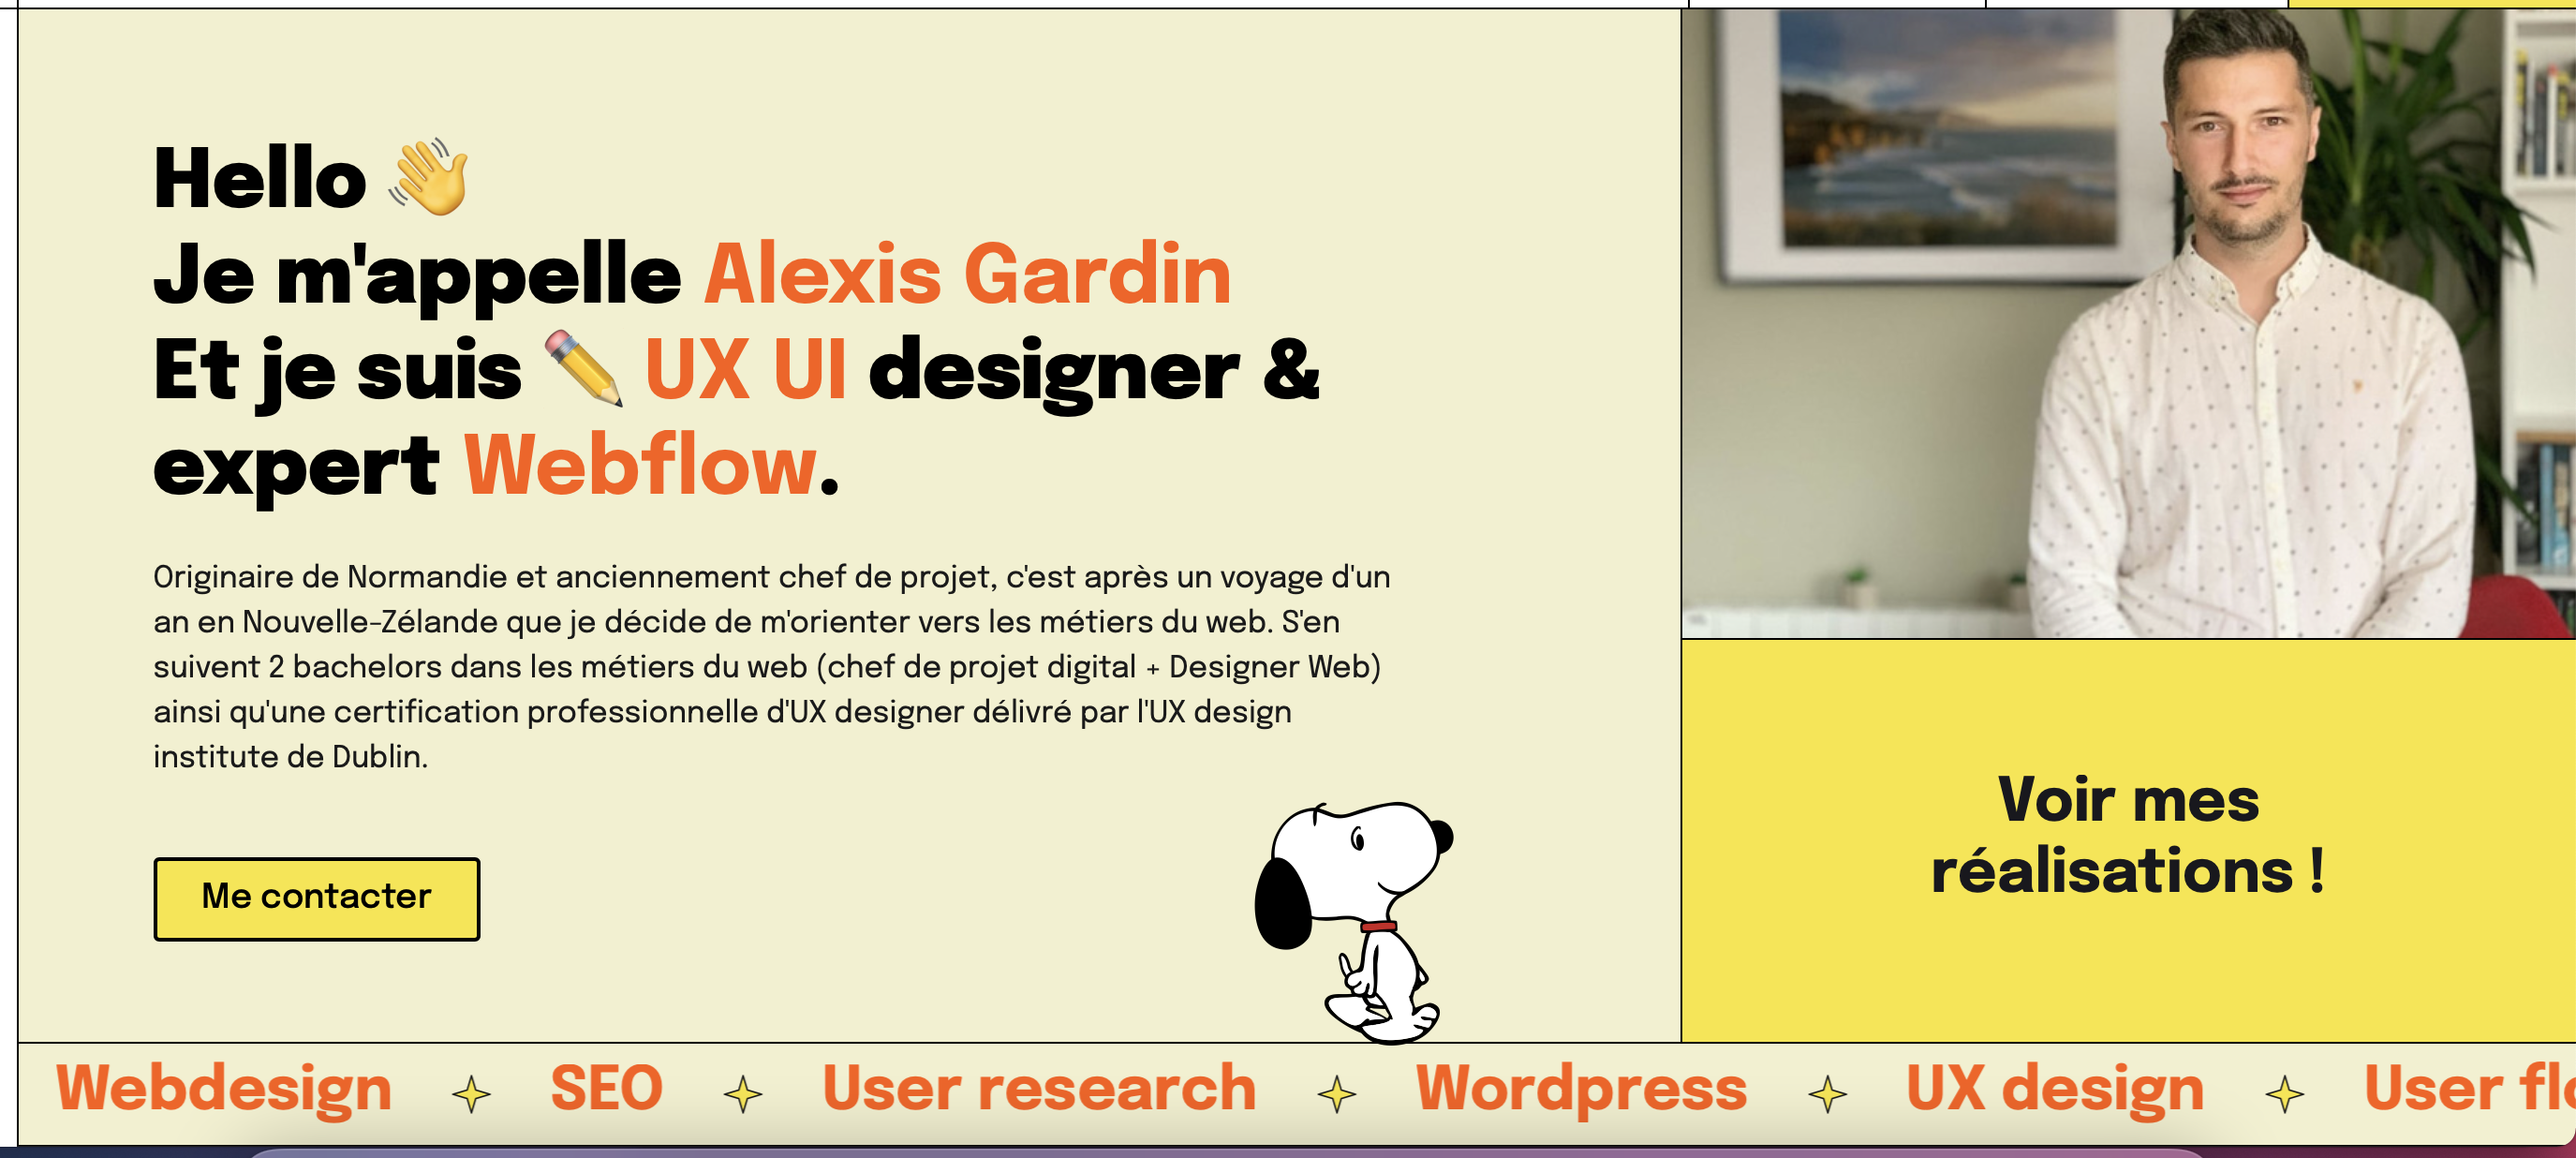 Hello 👋
Je m'appelle Alexis Gardin
Et je suis ✏️ UX UI designer &
expert Webflow.
Originaire de Normandie et anciennement chef de projet, c'est après un voyage d'un
an en Nouvelle-Zélande que je décide de m'orienter vers les métiers du web. S'en
suivent 2 bachelors dans les métiers du web (chef de projet digital + Designer Web)
ainsi qu'une certification professionnelle d'UX designer délivré par l'UX design
institute de Dublin.
Me contacter
Voir mes
réalisations !
Webdesign SEO User research Wordpress UX design User